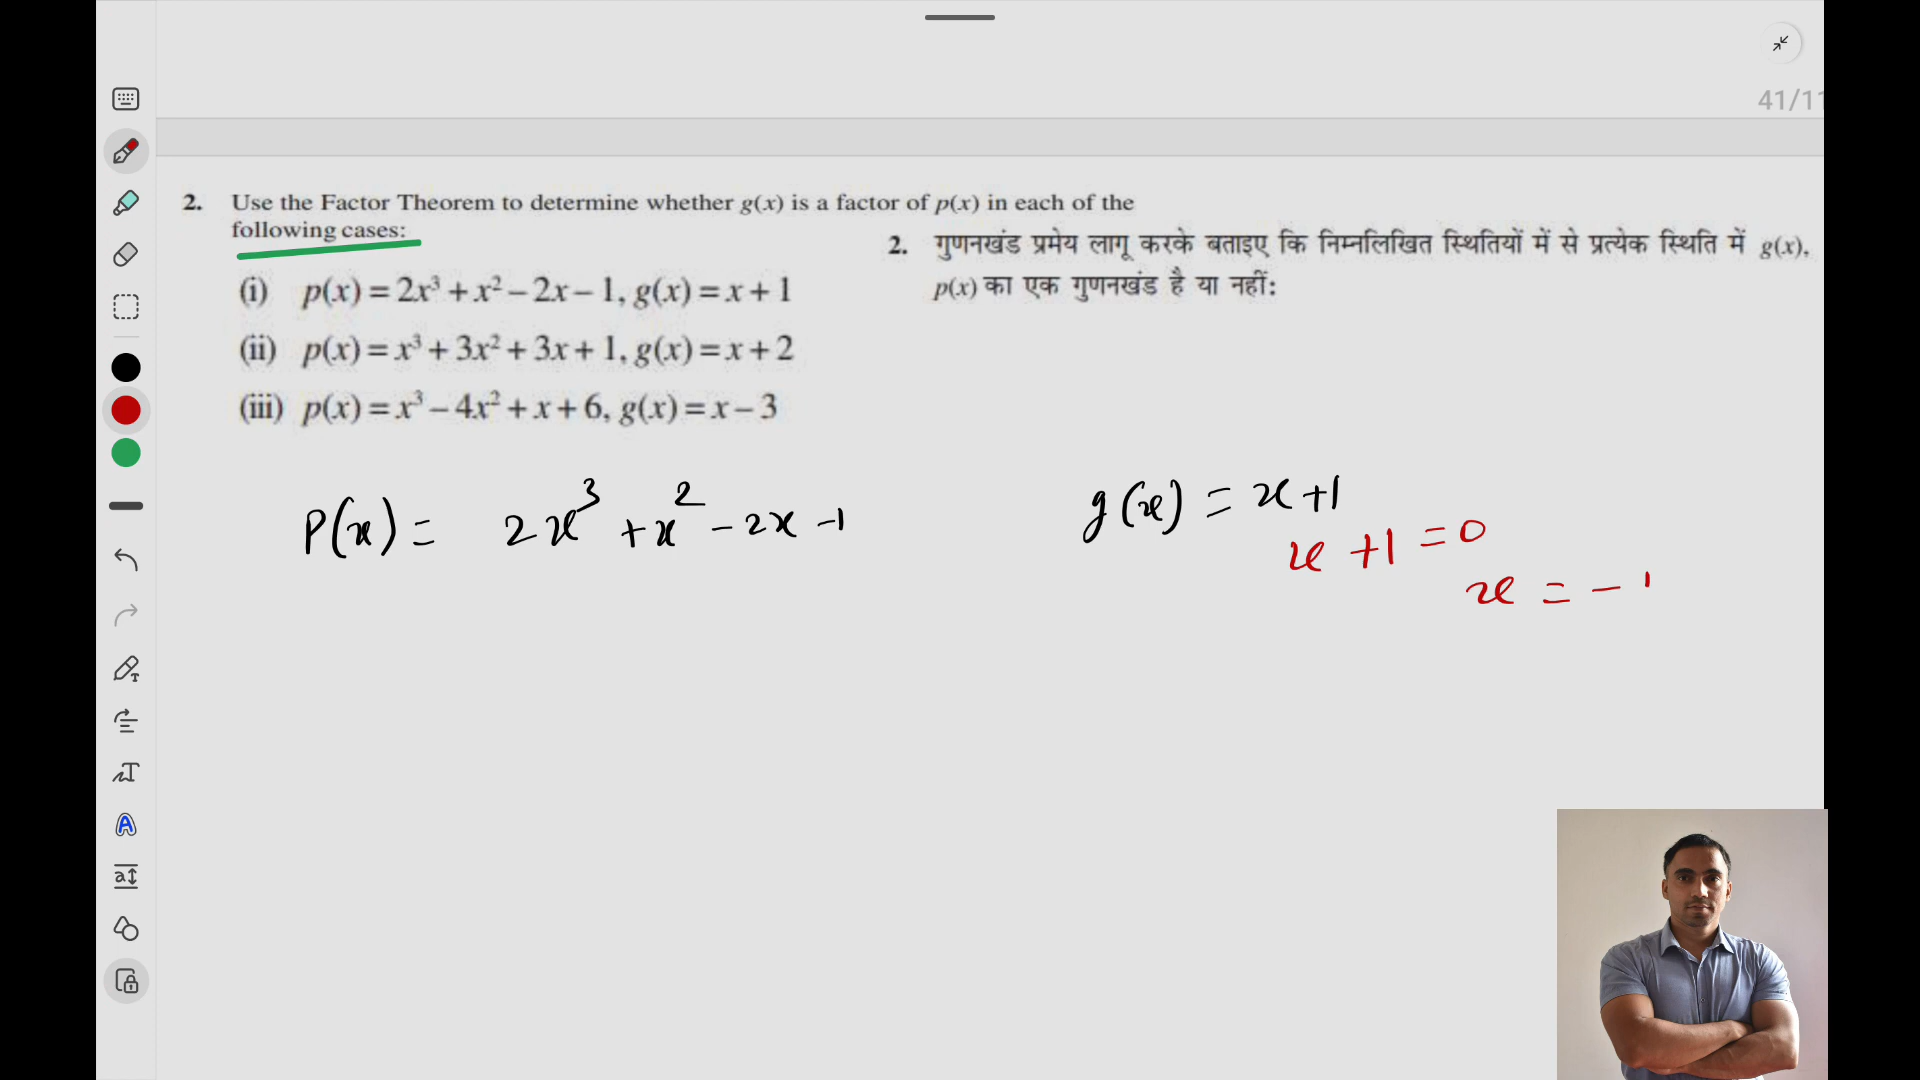 41/11
2. Use the Factor Theorem to determine whether g(x) is a factor of p(x) in each of the
following cases:
2. गुणनखंड प्रमेय लागू करके बताइए कि निम्नलिखित स्थितियों में से प्रत्येक स्थिति में g(x),
p(x) का एक गुणनखंड है या नहीं:
(i) p(x) = 2x³ + x² – 2x – 1, g(x) = x + 1
(ii) p(x) = x³ + 3x² + 3x + 1, g(x) = x + 2
(iii) p(x) = x³ – 4x² + x + 6, g(x) = x – 3
P(x) = 2x³ + x² - 2x - 1
g(x) = x + 1
x + 1 = 0
x = - 1